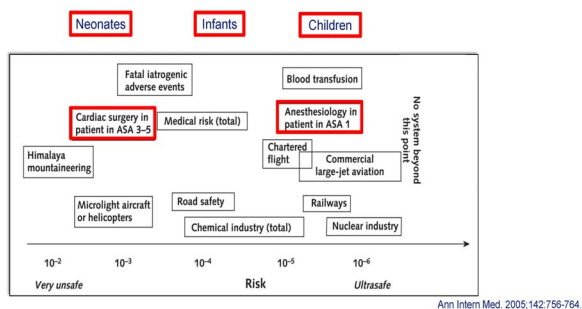 Neonates
Infants
Children
Fatal iatrogenic
adverse events
Blood transfusion
Cardiac surgery in
patient in ASA 3–5
Medical risk (total)
Anesthesiology in
patient in ASA 1
No system beyond
this point
Himalaya
mountaineering
Chartered
flight
Commercial
large-jet aviation
Microlight aircraft
or helicopters
Road safety
Railways
Chemical industry (total)
Nuclear industry
10⁻² 10⁻³ 10⁻⁴ 10⁻⁵ 10⁻⁶
Very unsafe Risk Ultrasafe
Ann Intern Med. 2005;142:756-764.